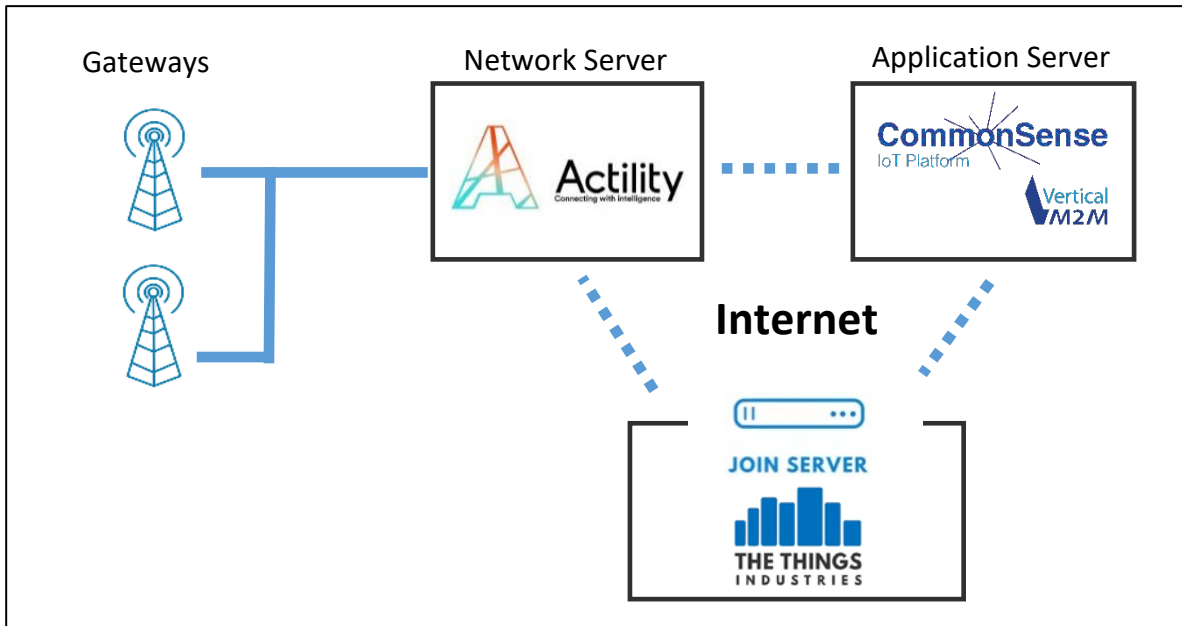 Gateways
Network Server
Application Server
Actility
Connecting with intelligence
CommonSense
IoT Platform
Vertical
M2M
Internet
JOIN SERVER
THE THINGS
INDUSTRIES